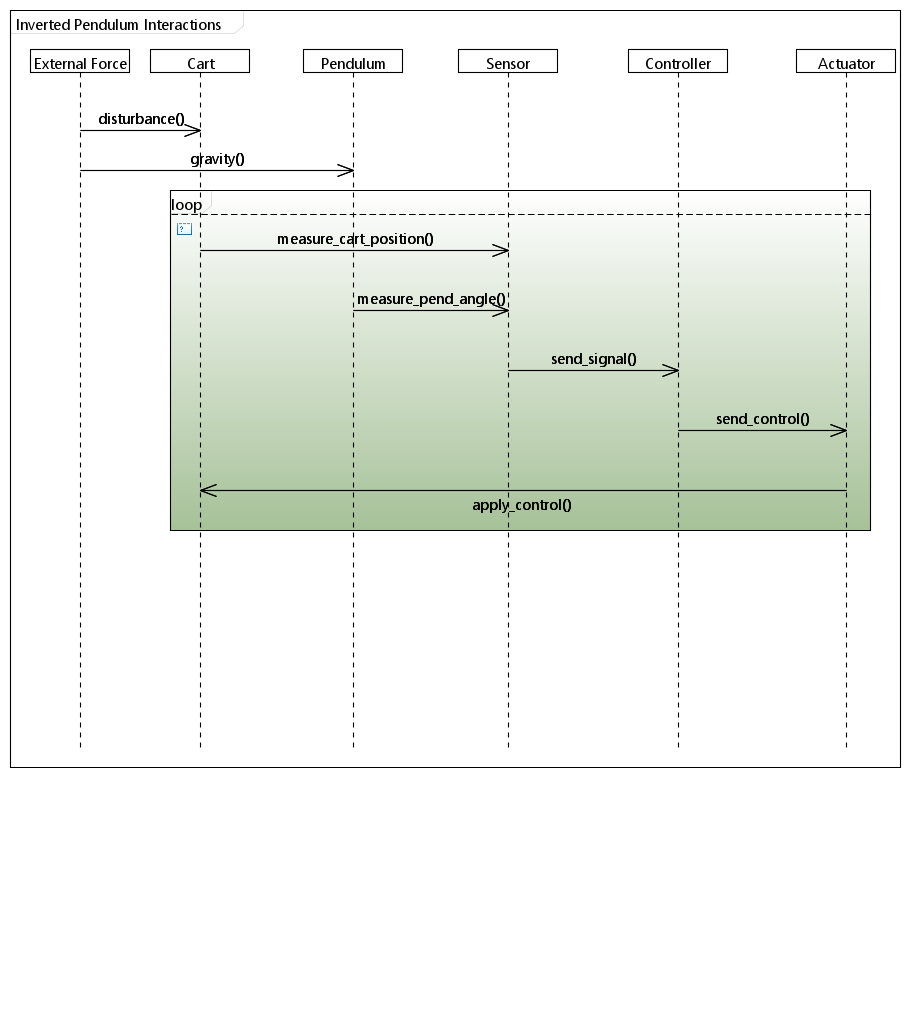 Inverted Pendulum Interactions
External Force Cart Pendulum Sensor Controller Actuator
disturbance()
gravity()
loop
?
measure_cart_position()
measure_pend_angle()
send_signal()
send_control()
apply_control()